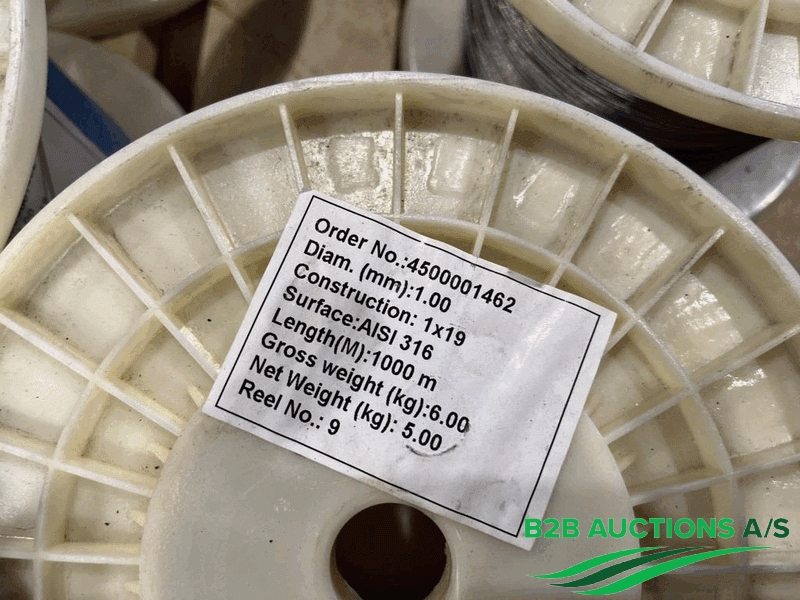 Order No.:4500001462
Diam. (mm):1.00
Construction: 1x19
Surface:AISI 316
Length(M):1000 m
Gross weight (kg):6.00
Net Weight (kg): 5.00
Reel No.: 9
B2B AUCTIONS A/S